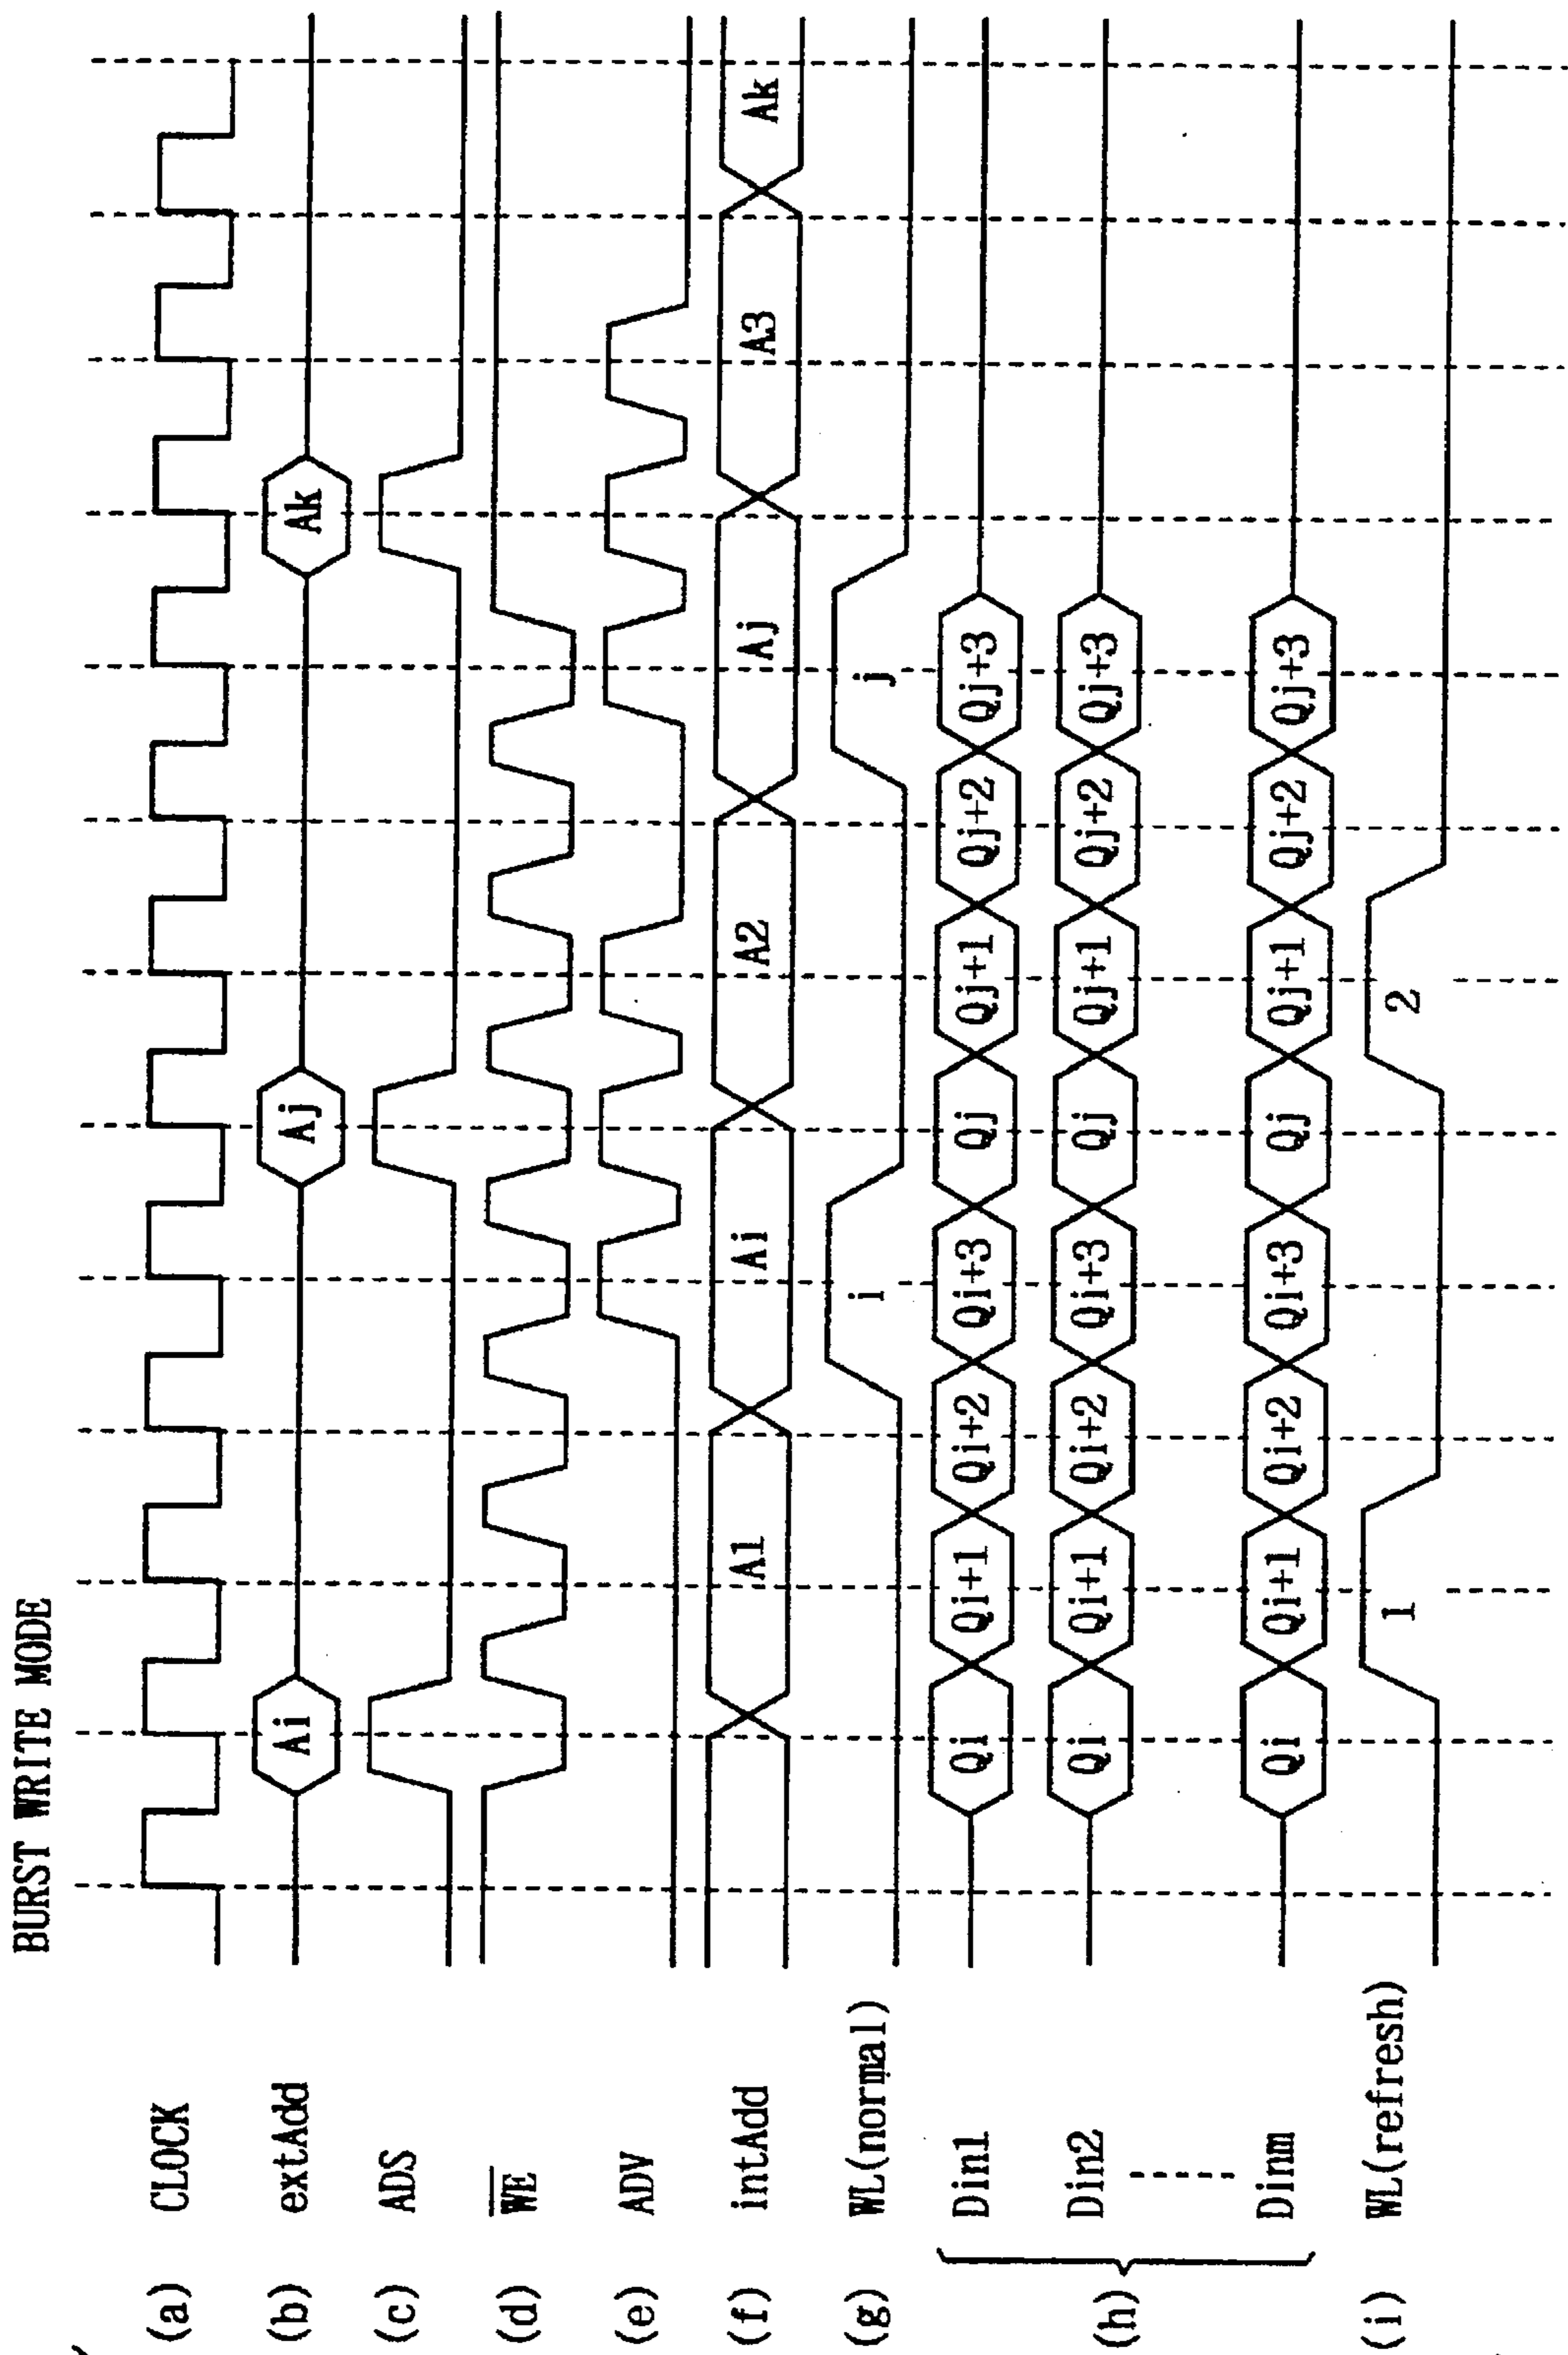 BURST WRITE MODE
(a) CLOCK
(b) extAdd Ai Aj Ak
(c) ADS
(d) WE
(e) ADV
(f) intAdd A1 Ai A2 Aj A3 Ak
(g) WL(normal) i j
(h)
Din1 Qi Qi+1 Qi+2 Qi+3 Qj Qj+1 Qj+2 Qj+3
Din2 Qi Qi+1 Qi+2 Qi+3 Qj Qj+1 Qj+2 Qj+3
Dinm Qi Qi+1 Qi+2 Qi+3 Qj Qj+1 Qj+2 Qj+3
(i) WL(refresh) 1 2